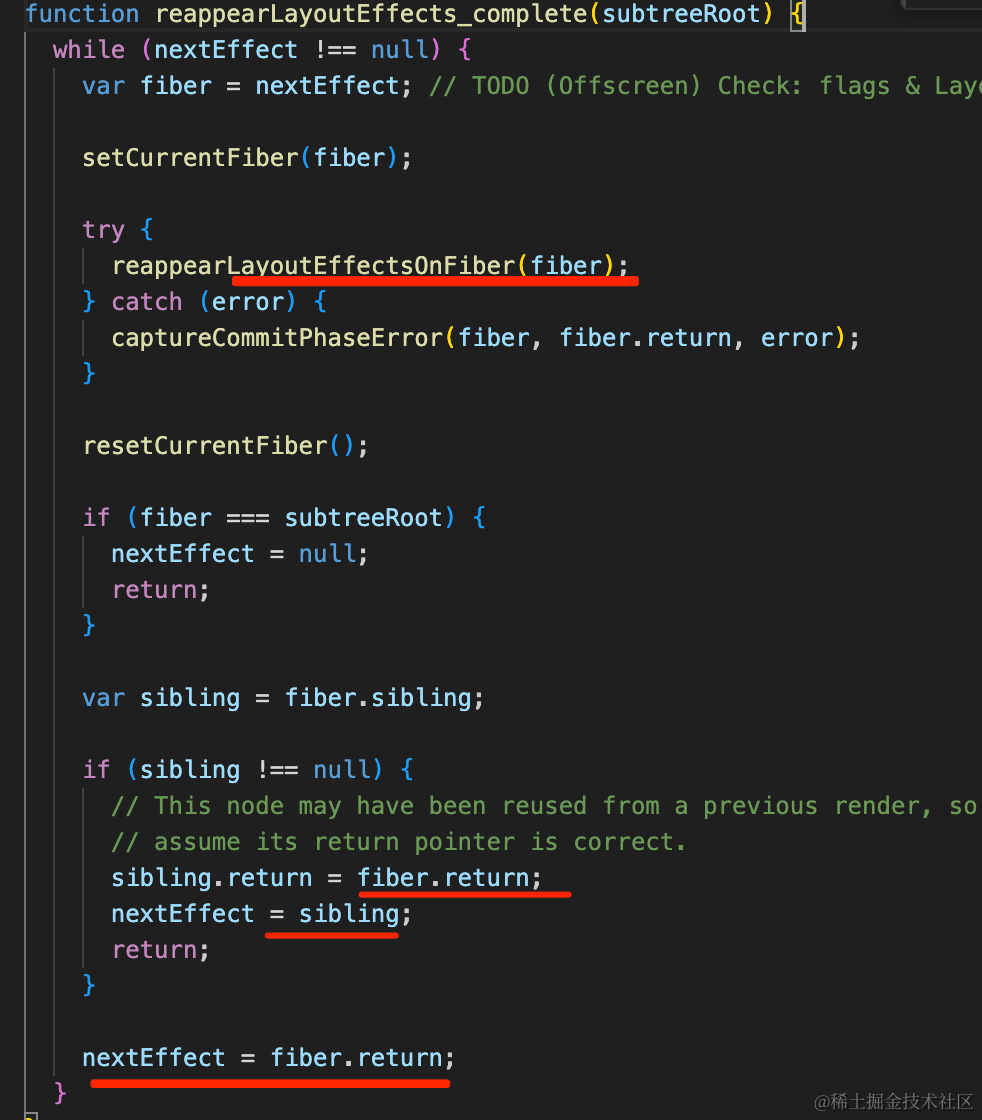 function reappearLayoutEffects_complete(subtreeRoot) {
while (nextEffect !== null) {
var fiber = nextEffect; // TODO (Offscreen) Check: flags & Lay
setCurrentFiber(fiber);
try {
reappearLayoutEffectsOnFiber(fiber);
} catch (error) {
captureCommitPhaseError(fiber, fiber.return, error);
}
resetCurrentFiber();
if (fiber === subtreeRoot) {
nextEffect = null;
return;
}
var sibling = fiber.sibling;
if (sibling !== null) {
// This node may have been reused from a previous render, so
// assume its return pointer is correct.
sibling.return = fiber.return;
nextEffect = sibling;
return;
}
nextEffect = fiber.return;
}
@稀土掘金技术社区